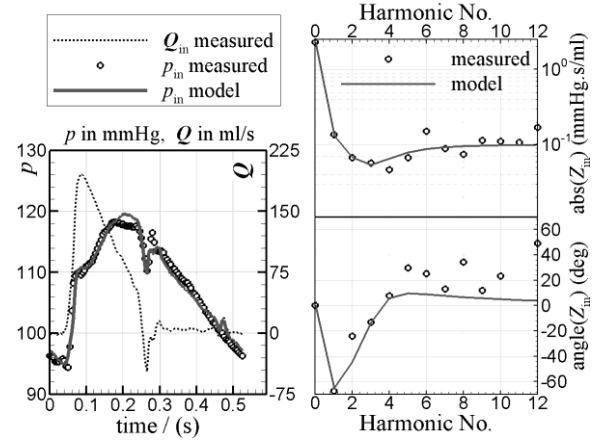 Q_in measured
p_in measured
p_in model
p in mmHg, Q in ml/s
130
120
110
100
90
p
225
150
75
0
-75
Q
0 0.1 0.2 0.3 0.4 0.5
time / (s)
Harmonic No.
0 2 4 6 8 10 12
measured
model
10^0
10^-1
abs(Z_in) (mmHg.s/ml)
60
40
20
0
-20
-40
-60
angle(Z_in) (deg)
0 2 4 6 8 10 12
Harmonic No.